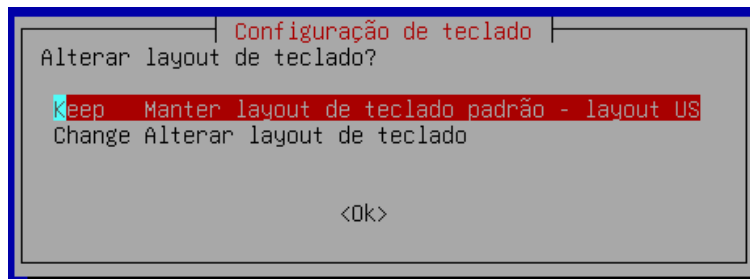 Configuração de teclado
Alterar layout de teclado?
Keep Manter layout de teclado padrão - layout US
Change Alterar layout de teclado
<Ok>